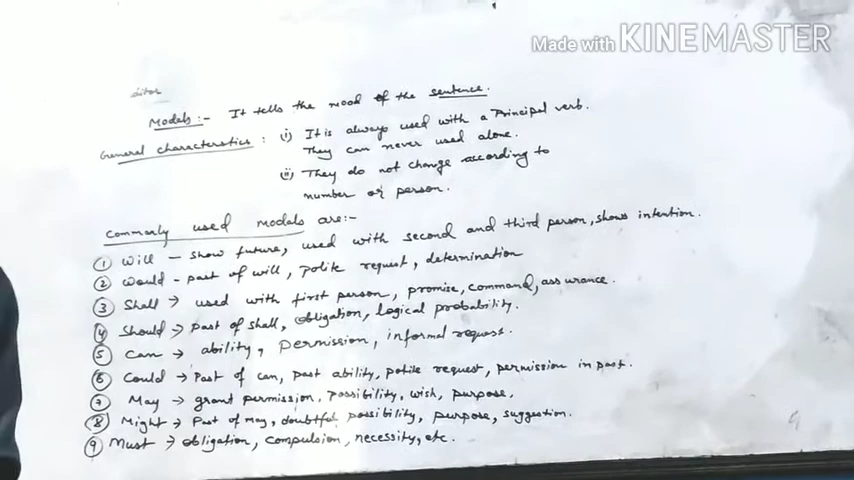 Made with KINEMASTER
Modals :- It tells the mood of the sentence.
General characteristics : (i) It is always used with a Principal verb.
They can never used alone.
(ii) They do not change according to
number or person.
Commonly used modals are:-
① Will - show future, used with second and third person, shows intention.
② Would - past of will, polite request, determination
③ Shall → used with first person, promise, command, assurance.
④ Should → past of shall, obligation, logical probability.
⑤ Can → ability, permission, informal request.
⑥ Could → Past of can, past ability, polite request, permission in past.
⑦ May → grant permission, possibility, wish, purpose,
⑧ Might → Past of may, doubtful possibility, purpose, suggestion.
⑨ Must → obligation, compulsion, necessity, etc.